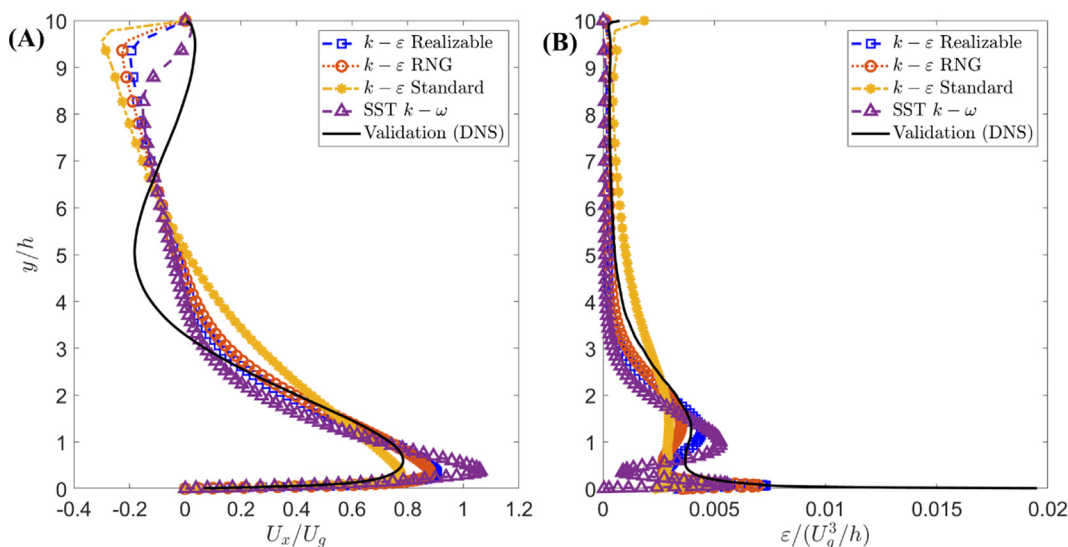 (A)
10
9
8
7
6
5
4
3
2
1
0
y/h
-0.4 -0.2 0 0.2 0.4 0.6 0.8 1 1.2
U_x/U_g
k − ε Realizable
k − ε RNG
k − ε Standard
SST k − ω
Validation (DNS)
(B)
10
9
8
7
6
5
4
3
2
1
0
0 0.005 0.01 0.015 0.02
ε/(U_g^3/h)
k − ε Realizable
k − ε RNG
k − ε Standard
SST k − ω
Validation (DNS)